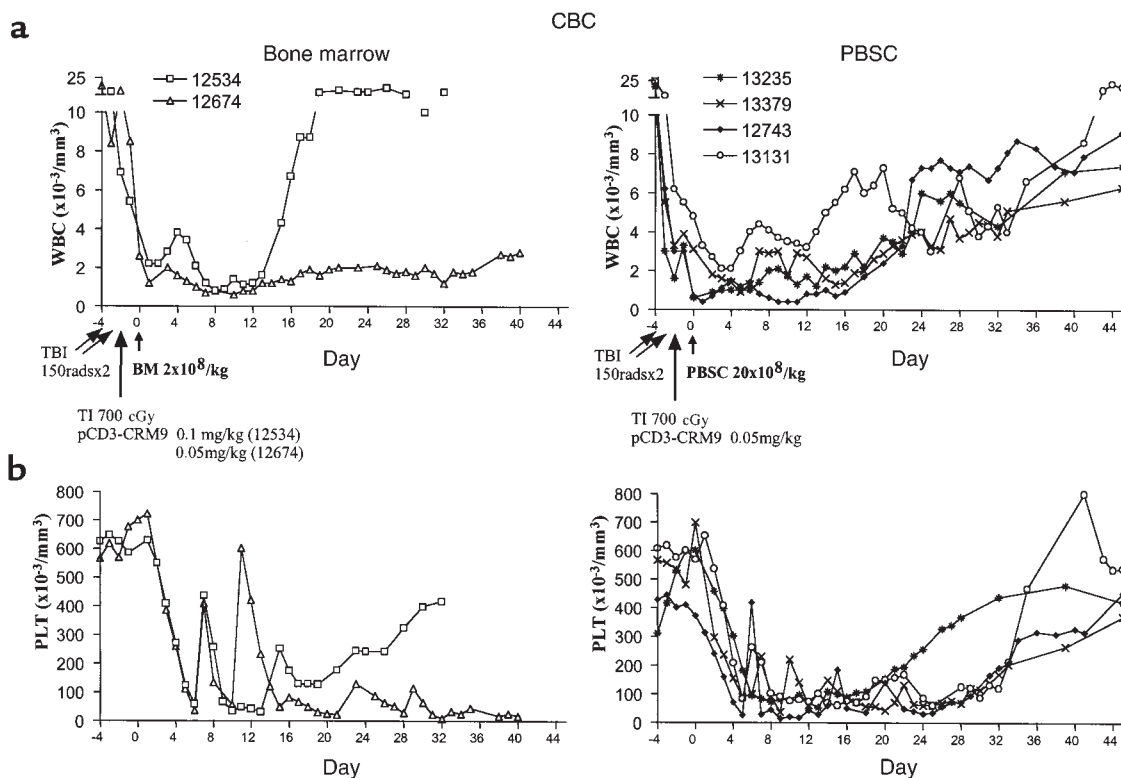 CBC
a
Bone marrow
PBSC
WBC (x10⁻³/mm³)
25
10
8
6
4
2
0
12534
12674
-4 0 4 8 12 16 20 24 28 32 36 40 44
Day
TBI
150radsx2
BM 2x10⁸/kg
TI 700 cGy
pCD3-CRM9 0.1 mg/kg (12534)
0.05mg/kg (12674)
WBC (x10⁻³/mm³)
25
10
8
6
4
2
0
13235
13379
12743
13131
-4 0 4 8 12 16 20 24 28 32 36 40 44
Day
TBI
150radsx2
PBSC 20x10⁸/kg
TI 700 cGy
pCD3-CRM9 0.05mg/kg
b
PLT (x10⁻³/mm³)
800
700
600
500
400
300
200
100
0
-4 0 4 8 12 16 20 24 28 32 36 40 44
Day
PLT (x10⁻³/mm³)
800
700
600
500
400
300
200
100
0
-4 0 4 8 12 16 20 24 28 32 36 40 44
Day